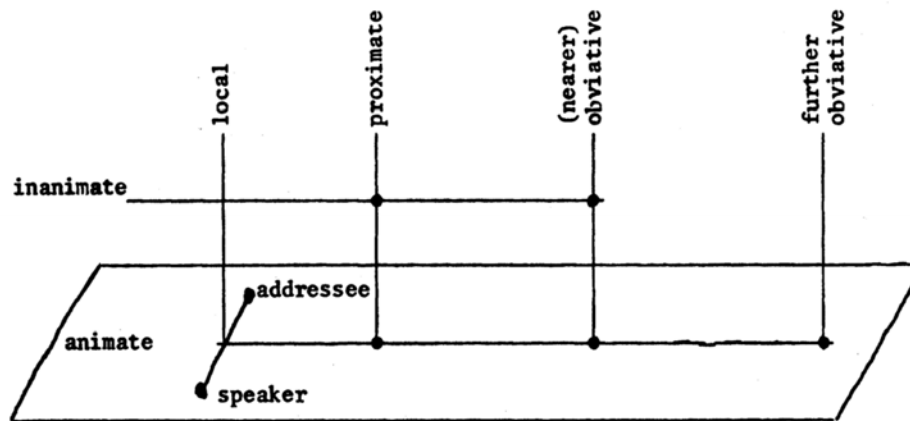 local
proximate
(nearer)
obviative
further
obviative
inanimate
addressee
animate
speaker